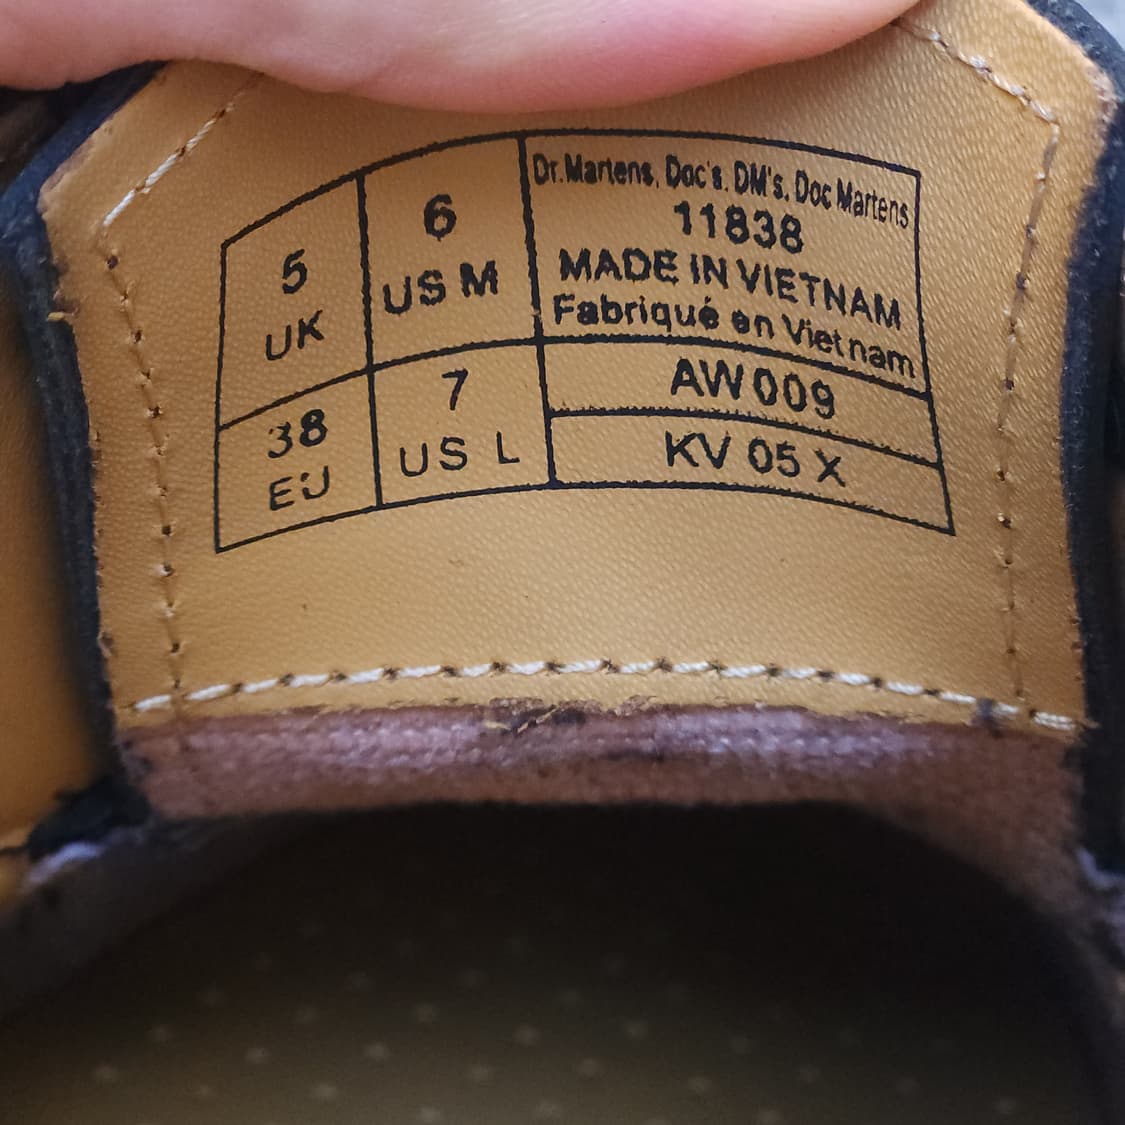 5
UK
6
US M
38
EU
7
US L
Dr.Martens, Doc's, DM's, Doc Martens
11838
MADE IN VIETNAM
Fabriqué en Vietnam
AW009
KV 05 X